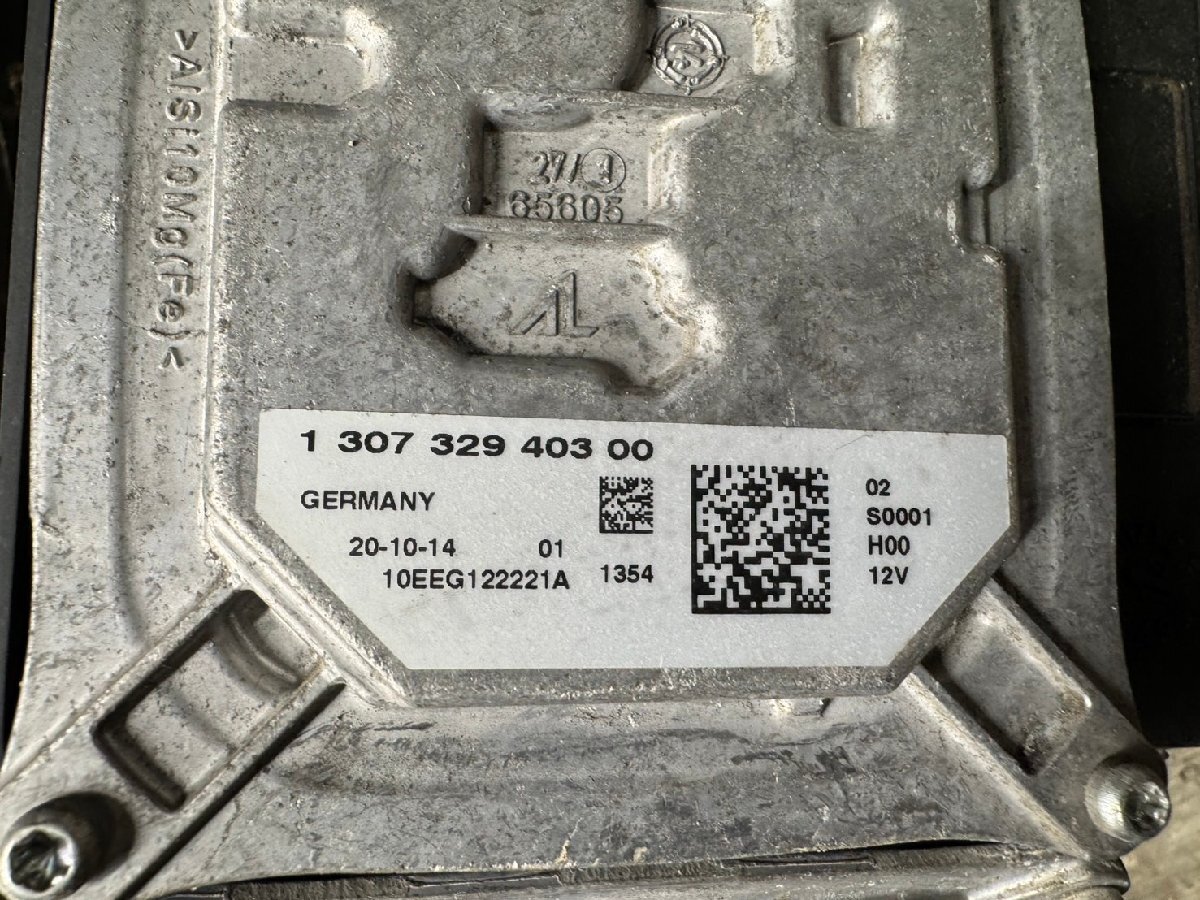 >AlSi10Mg(Fe)<
27/
65605
AL
1 307 329 403 00
GERMANY
20-10-14 01
10EEG122221A 1354
02
S0001
H00
12V